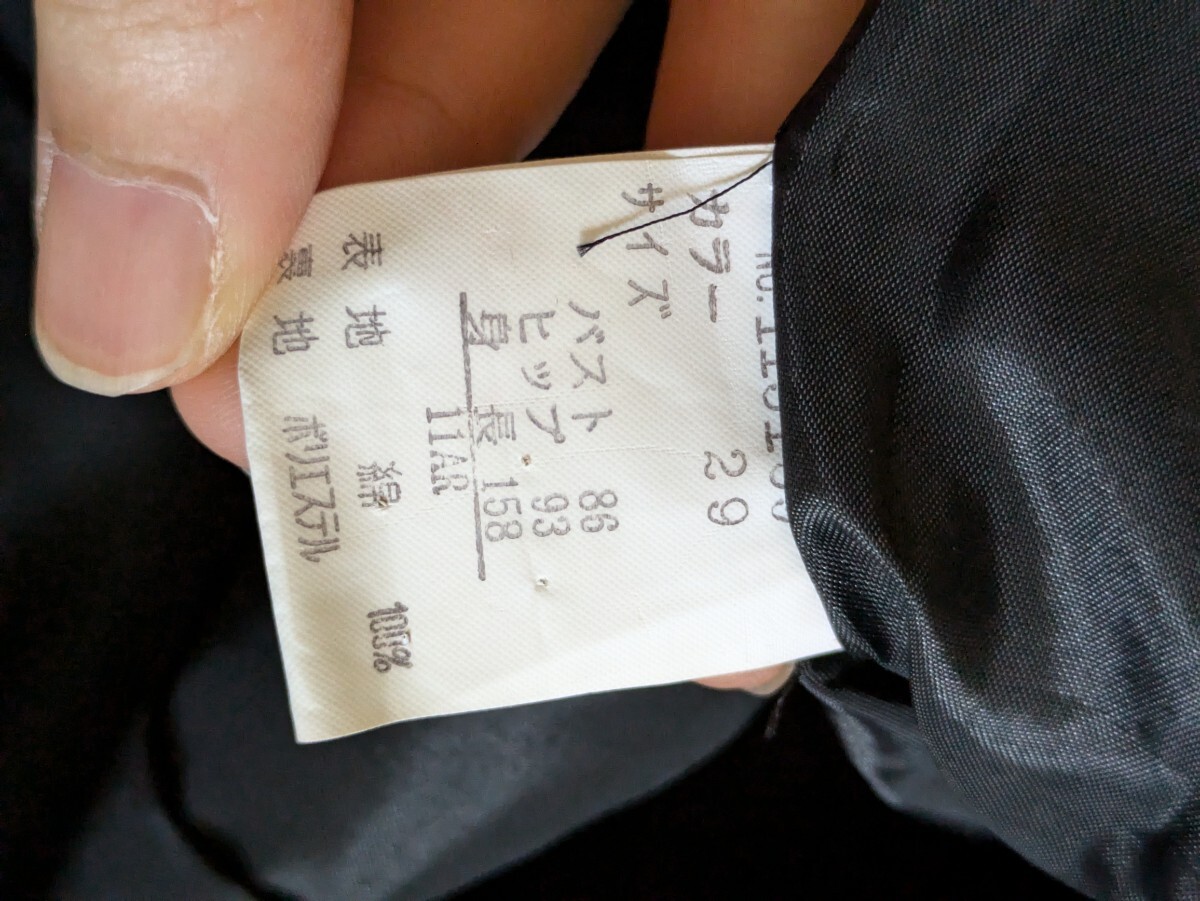 カラー 29
サイズ
バスト 86
ヒップ 93
身長 158
11AR
表地 綿 100%
裏地 ポリエステル